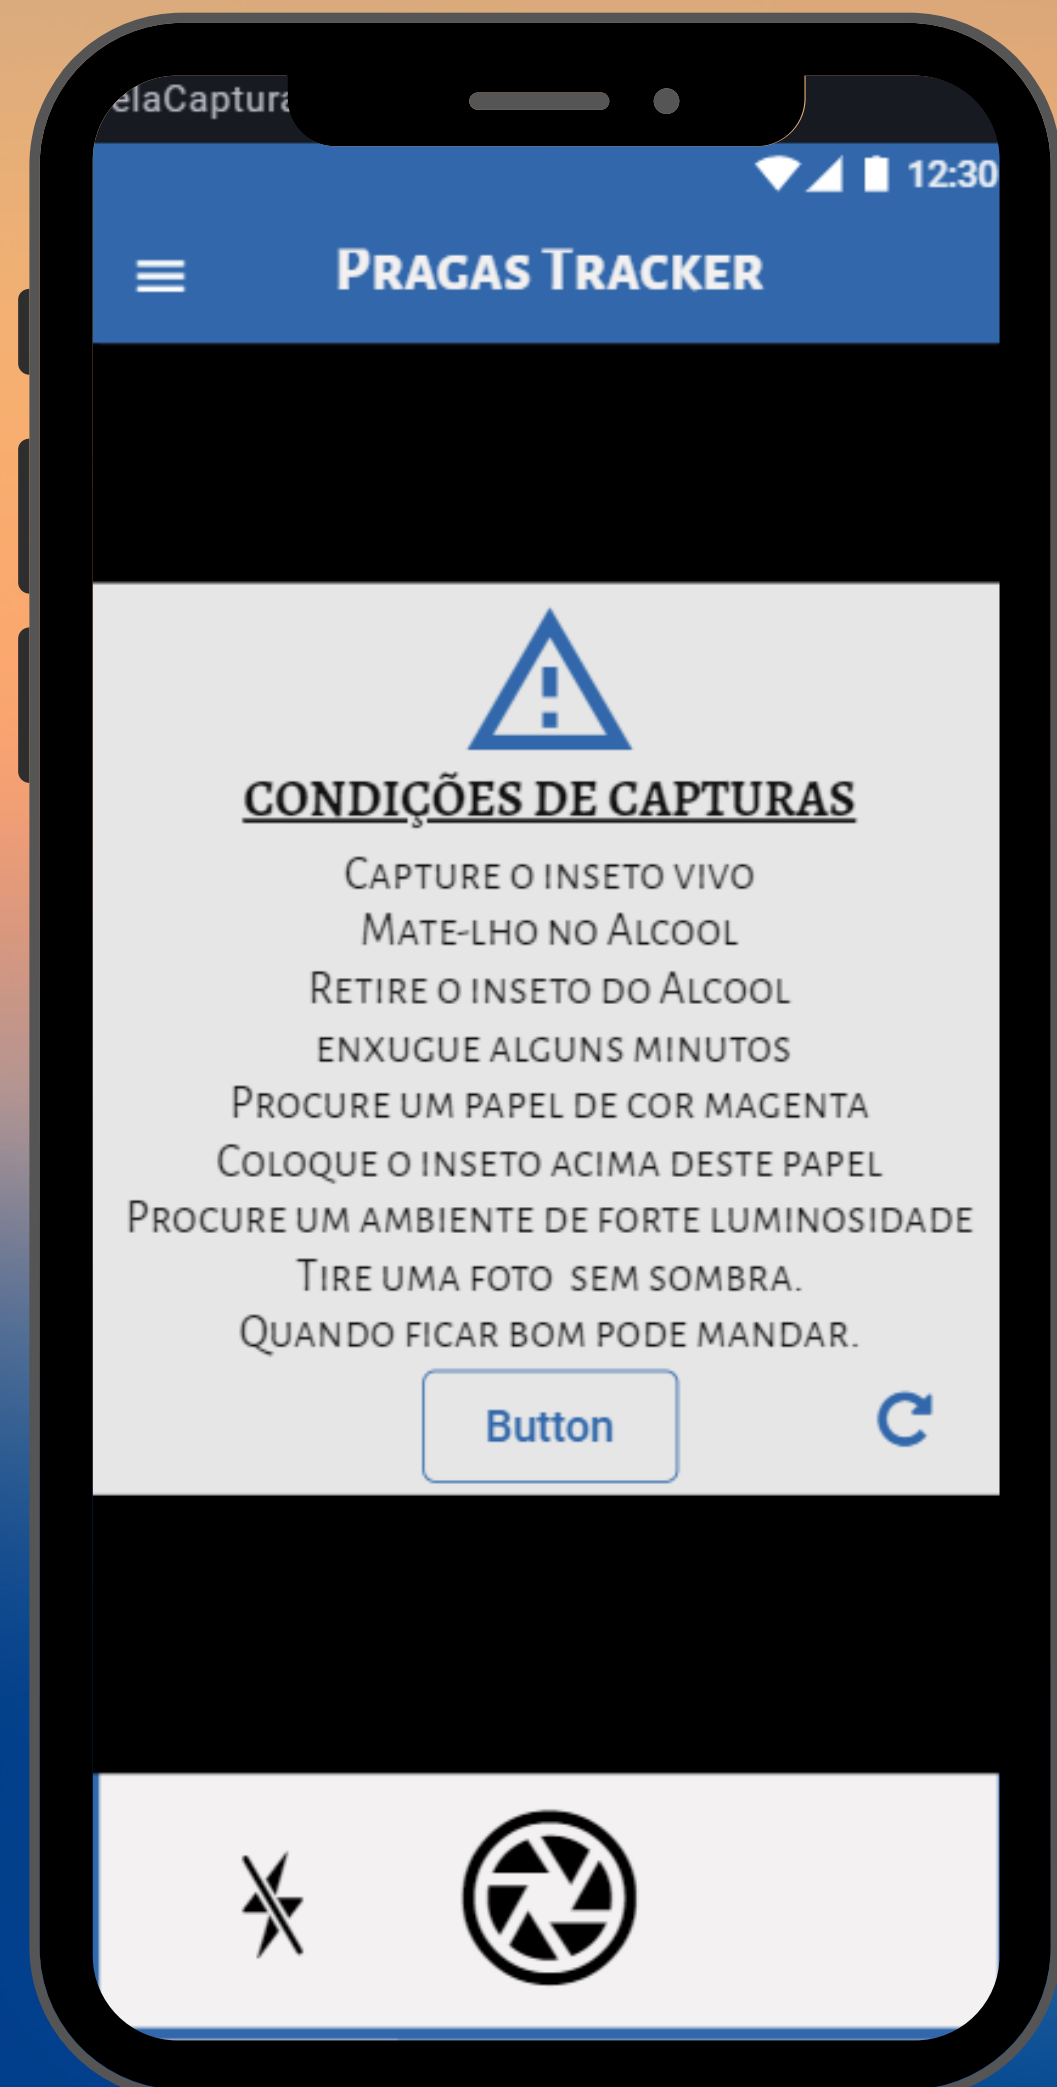 elaCaptura
12:30
Pragas Tracker
CONDIÇÕES DE CAPTURAS
Capture o inseto vivo
Mate-lho no Alcool
Retire o inseto do Alcool
enxugue alguns minutos
Procure um papel de cor magenta
Coloque o inseto acima deste papel
Procure um ambiente de forte luminosidade
Tire uma foto sem sombra.
Quando ficar bom pode mandar.
Button